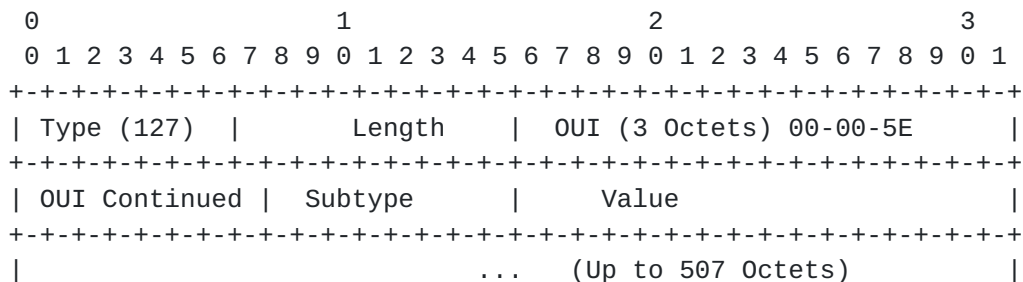 0                   1                   2                   3
 0 1 2 3 4 5 6 7 8 9 0 1 2 3 4 5 6 7 8 9 0 1 2 3 4 5 6 7 8 9 0 1
+-+-+-+-+-+-+-+-+-+-+-+-+-+-+-+-+-+-+-+-+-+-+-+-+-+-+-+-+-+-+-+-+
| Type (127)  |       Length    |  OUI (3 Octets) 00-00-5E      |
+-+-+-+-+-+-+-+-+-+-+-+-+-+-+-+-+-+-+-+-+-+-+-+-+-+-+-+-+-+-+-+-+
| OUI Continued |  Subtype      |     Value                     |
+-+-+-+-+-+-+-+-+-+-+-+-+-+-+-+-+-+-+-+-+-+-+-+-+-+-+-+-+-+-+-+-+
|                             ...   (Up to 507 Octets)          |